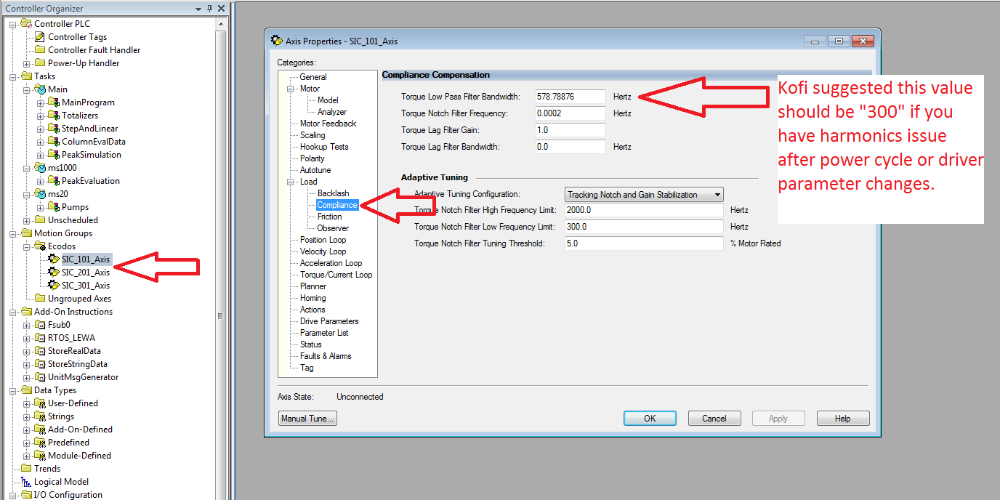 Controller Organizer
Controller PLC
Controller Tags
Controller Fault Handler
Power-Up Handler
Tasks
Main
MainProgram
Totalizers
StepAndLinear
ColumnEvalData
PeakSimulation
ms1000
PeakEvaluation
ms20
Pumps
Unscheduled
Motion Groups
Ecodos
SIC_101_Axis
SIC_201_Axis
SIC_301_Axis
Ungrouped Axes
Add-On Instructions
Fsub0
RTOS_LEWA
StoreRealData
StoreStringData
UnitMsgGenerator
Data Types
User-Defined
Strings
Add-On-Defined
Predefined
Module-Defined
Trends
Logical Model
I/O Configuration
Axis Properties - SIC_101_Axis
Categories:
General
Motor
Model
Analyzer
Motor Feedback
Scaling
Hookup Tests
Polarity
Autotune
Load
Backlash
Compliance
Friction
Observer
Position Loop
Velocity Loop
Acceleration Loop
Torque/Current Loop
Planner
Homing
Actions
Drive Parameters
Parameter List
Status
Faults & Alarms
Tag
Compliance Compensation
Torque Low Pass Filter Bandwidth: 578.78876 Hertz
Torque Notch Filter Frequency: 0.0002 Hertz
Torque Lag Filter Gain: 1.0
Torque Lag Filter Bandwidth: 0.0 Hertz
Adaptive Tuning
Adaptive Tuning Configuration: Tracking Notch and Gain Stabilization
Torque Notch Filter High Frequency Limit: 2000.0 Hertz
Torque Notch Filter Low Frequency Limit: 300.0 Hertz
Torque Notch Filter Tuning Threshold: 5.0 % Motor Rated
Axis State: Unconnected
Manual Tune... OK Cancel Apply Help
Kofi suggested this value
should be "300" if you
have harmonics issue
after power cycle or driver
parameter changes.